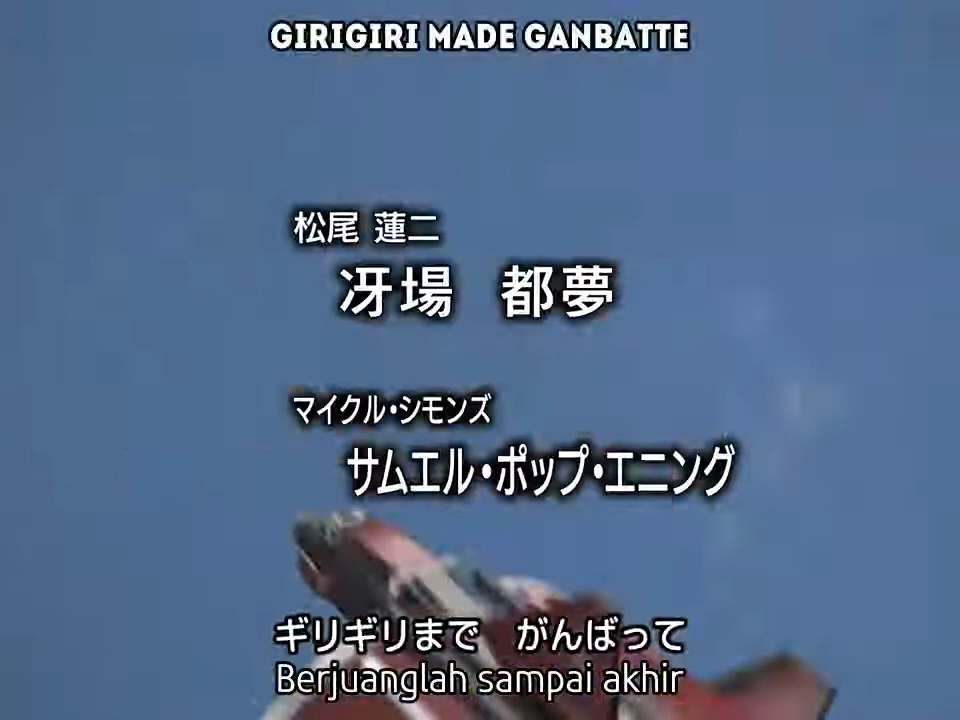 GIRIGIRI MADE GANBATTE
松尾 蓮二
冴場 都夢
マイクル・シモンズ
サムエル・ポップ・エニング
ギリギリまで がんばって
Berjuanglah sampai akhir